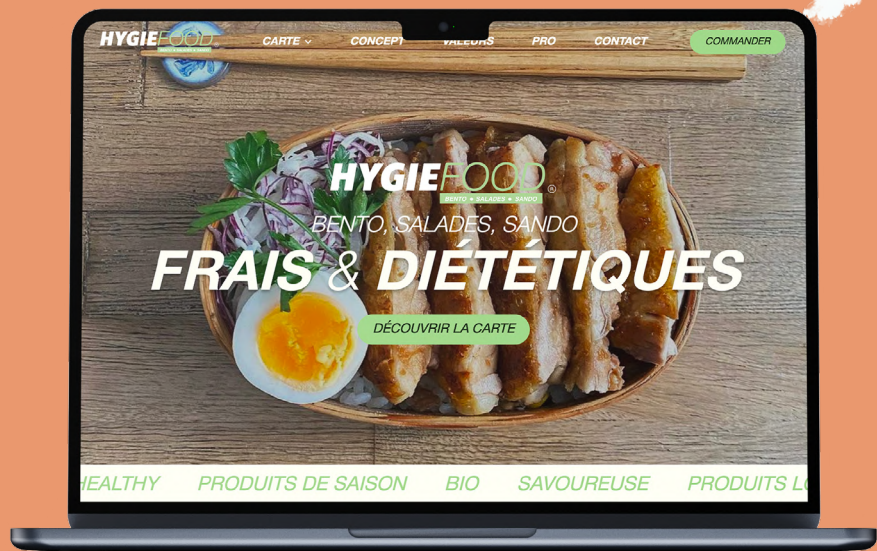 HYGIEFOOD CARTE CONCEPT VALEURS PRO CONTACT COMMANDER
HYGIEFOOD®
BENTO • SALADES • SANDO
BENTO, SALADES, SANDO
FRAIS & DIÉTÉTIQUES
DÉCOUVRIR LA CARTE
HEALTHY PRODUITS DE SAISON BIO SAVOUREUSE PRODUITS LO